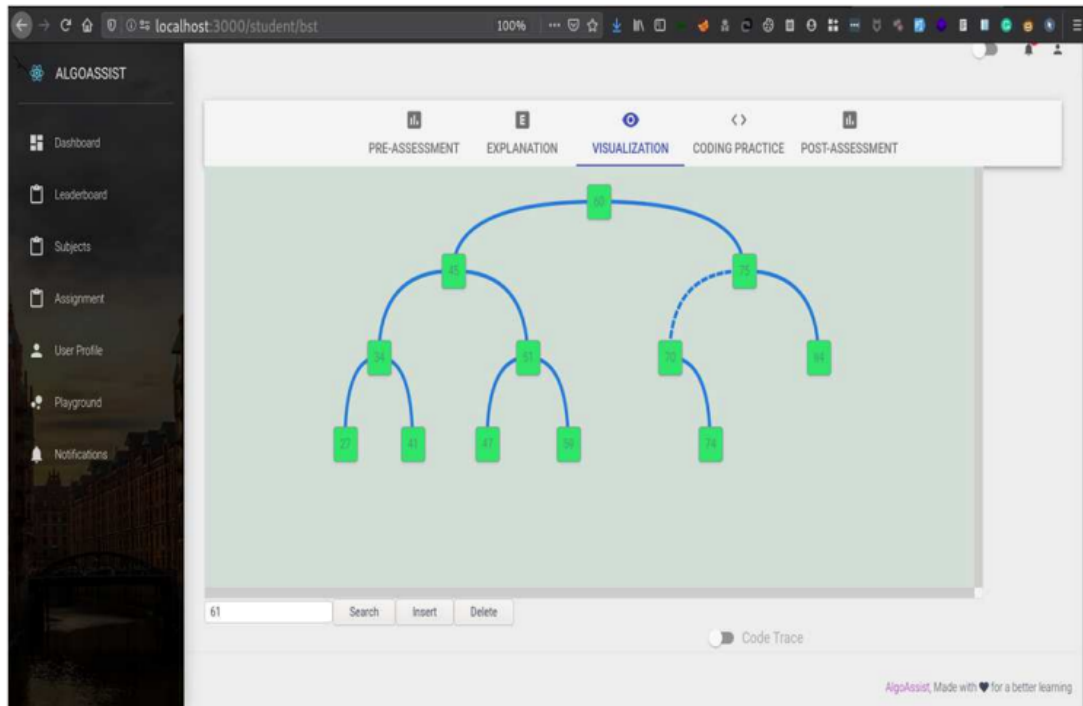 localhost:3000/student/bst
100%
ALGOASSIST
Dashboard
Leaderboard
Subjects
Assignment
User Profile
Playground
Notifications
PRE-ASSESSMENT
EXPLANATION
VISUALIZATION
CODING PRACTICE
POST-ASSESSMENT
60
45 75
34 51 70
27 41 47 74
61
Search Insert Delete
Code Trace
AlgoAssist, Made with for a better learning